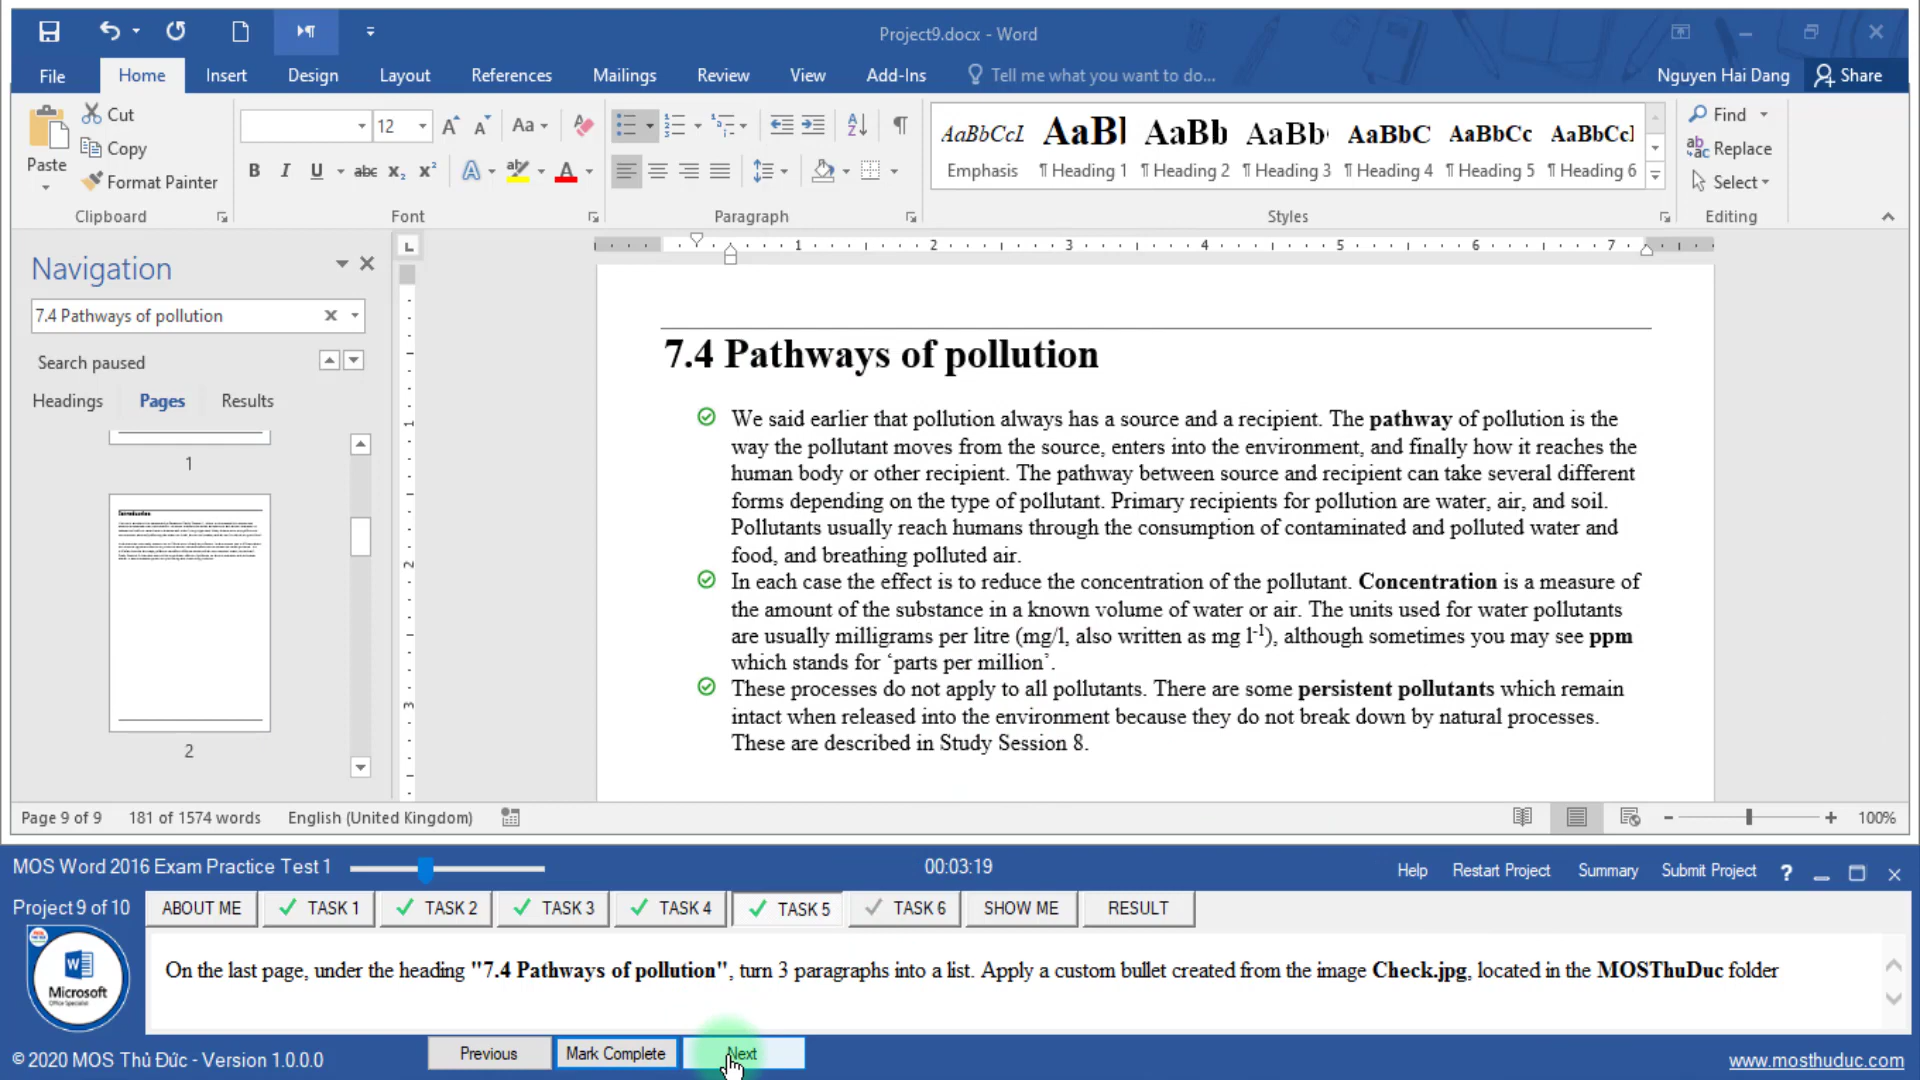 Project9.docx - Word
File
Home
Insert
Design
Layout
References
Mailings
Review
View
Add-Ins
Tell me what you want to do...
Nguyen Hai Dang
Share
Paste
Cut
Copy
Format Painter
Clipboard
12
Aa
B I U abc X₂ X²
A
A
Font
Paragraph
AaBbCcL AaBl AaBb AaBb AaBbC AaBbCc AaBbCcl
Emphasis
¶ Heading 1
¶ Heading 2
¶ Heading 3
¶ Heading 4
¶ Heading 5
¶ Heading 6
Styles
Find
Replace
Select
Editing
Navigation
7.4 Pathways of pollution
Search paused
Headings
Pages
Results
1
Introduction
2
L
1 2 3 4 5 6 7
1
2
3
7.4 Pathways of pollution
We said earlier that pollution always has a source and a recipient. The pathway of pollution is the
way the pollutant moves from the source, enters into the environment, and finally how it reaches the
human body or other recipient. The pathway between source and recipient can take several different
forms depending on the type of pollutant. Primary recipients for pollution are water, air, and soil.
Pollutants usually reach humans through the consumption of contaminated and polluted water and
food, and breathing polluted air.
In each case the effect is to reduce the concentration of the pollutant. Concentration is a measure of
the amount of the substance in a known volume of water or air. The units used for water pollutants
are usually milligrams per litre (mg/l, also written as mg l⁻¹), although sometimes you may see ppm
which stands for ‘parts per million’.
These processes do not apply to all pollutants. There are some persistent pollutants which remain
intact when released into the environment because they do not break down by natural processes.
These are described in Study Session 8.
Page 9 of 9
181 of 1574 words
English (United Kingdom)
100%
MOS Word 2016 Exam Practice Test 1
00:03:19
Help
Restart Project
Summary
Submit Project
?
Project 9 of 10
ABOUT ME
TASK 1
TASK 2
TASK 3
TASK 4
TASK 5
TASK 6
SHOW ME
RESULT
Microsoft
On the last page, under the heading "7.4 Pathways of pollution", turn 3 paragraphs into a list. Apply a custom bullet created from the image Check.jpg, located in the MOSThuDuc folder
Previous
Mark Complete
Next
© 2020 MOS Thủ Đức - Version 1.0.0.0
www.mosthuduc.com